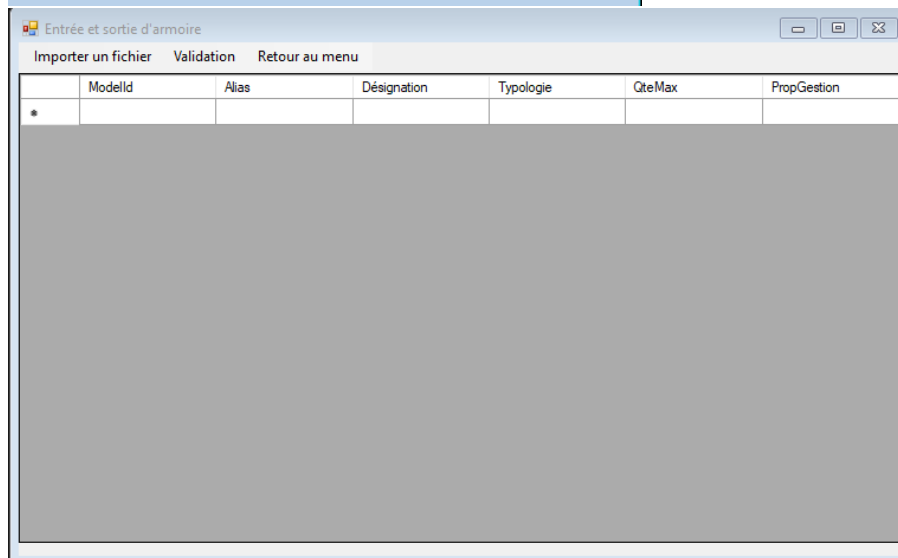 Entrée et sortie d'armoire
Importer un fichier Validation Retour au menu
ModelId Alias Désignation Typologie QteMax PropGestion
*